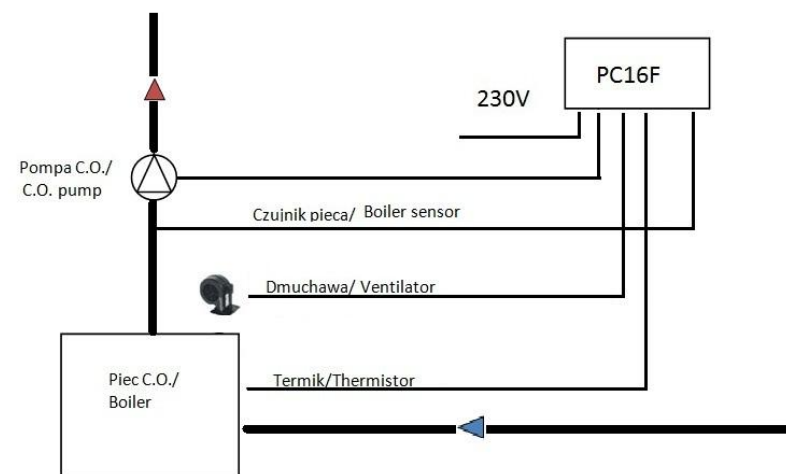 PC16F
230V
Pompa C.O./
C.O. pump
Czujnik pieca/ Boiler sensor
Dmuchawa/ Ventilator
Piec C.O./
Boiler
Termik/Thermistor